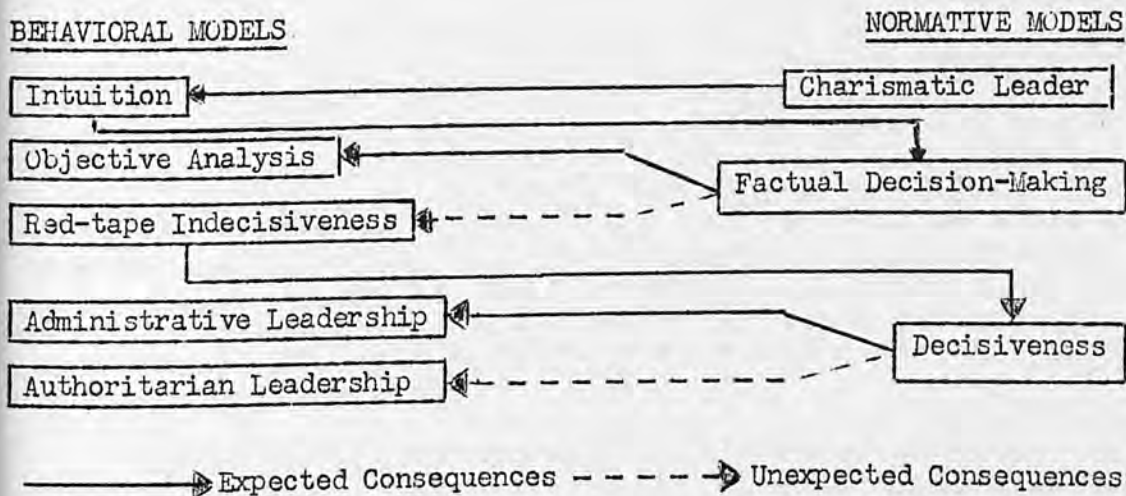 BEHAVIORAL MODELS NORMATIVE MODELS
Intuition Charismatic Leader
Objective Analysis
Factual Decision-Making
Red-tape Indecisiveness
Administrative Leadership
Decisiveness
Authoritarian Leadership
Expected Consequences Unexpected Consequences